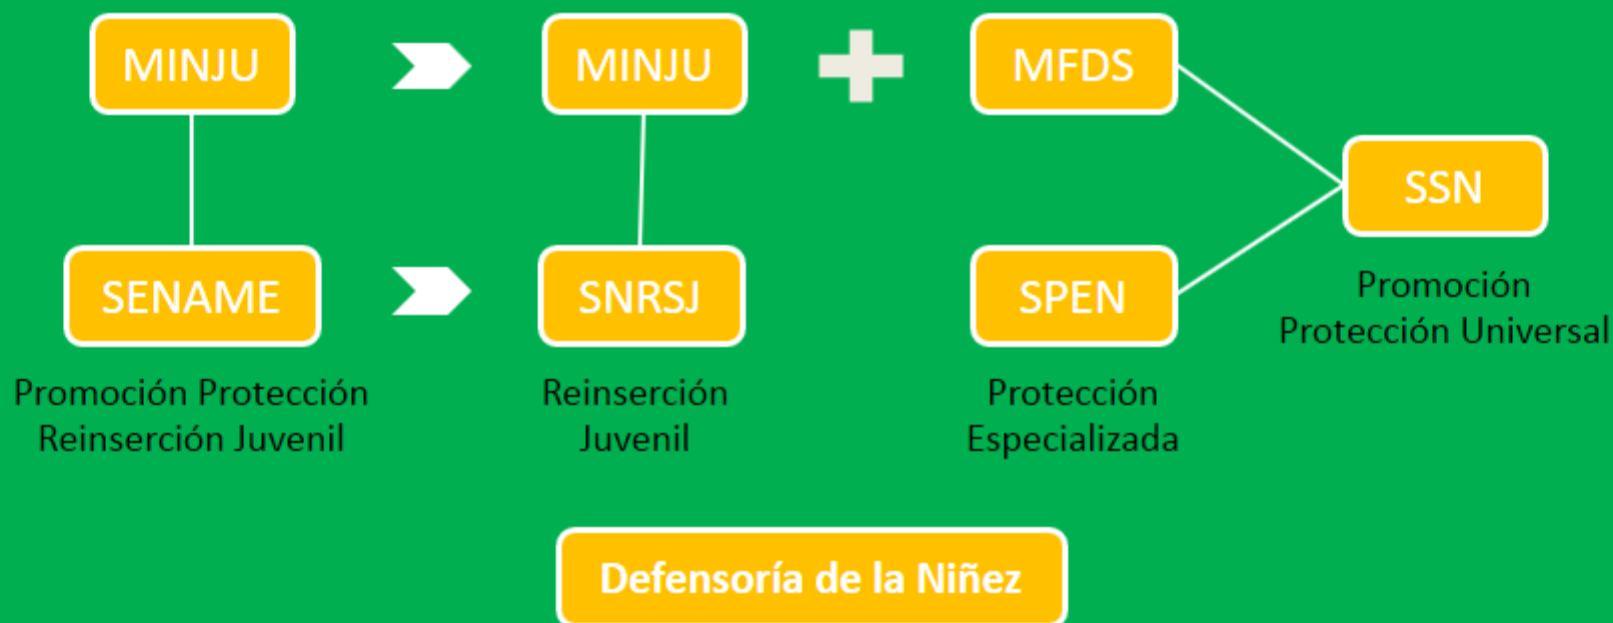 MINJU
MINJU
MFDS
SSN
SENAME
SNRSJ
SPEN
Promoción
Protección Universal
Promoción Protección
Reinserción Juvenil
Reinserción
Juvenil
Protección
Especializada
Defensoría de la Niñez